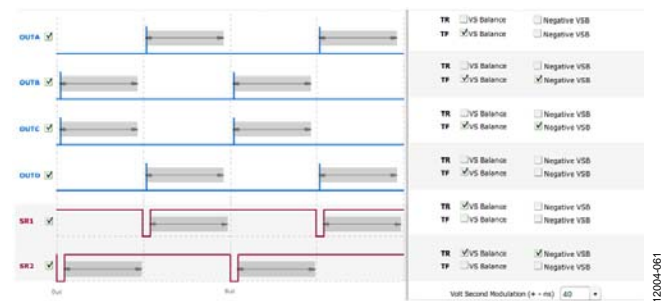 OUTA TR VS Balance Negative VSB
TF VS Balance Negative VSB
OUTB TR VS Balance Negative VSB
TF VS Balance Negative VSB
OUTC TR VS Balance Negative VSB
TF VS Balance Negative VSB
OUTD TR VS Balance Negative VSB
TF VS Balance Negative VSB
SR1 TR VS Balance Negative VSB
TF VS Balance Negative VSB
SR2 TR VS Balance Negative VSB
TF VS Balance Negative VSB
Volt Second Modulation (+ - ns) 40
12004-061